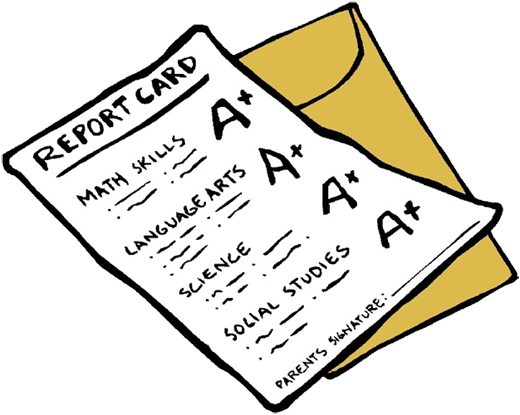 REPORT CARD
MATH SKILLS A+
LANGUAGE ARTS A+
SCIENCE A+
SOCIAL STUDIES A+
PARENTS SIGNATURE: